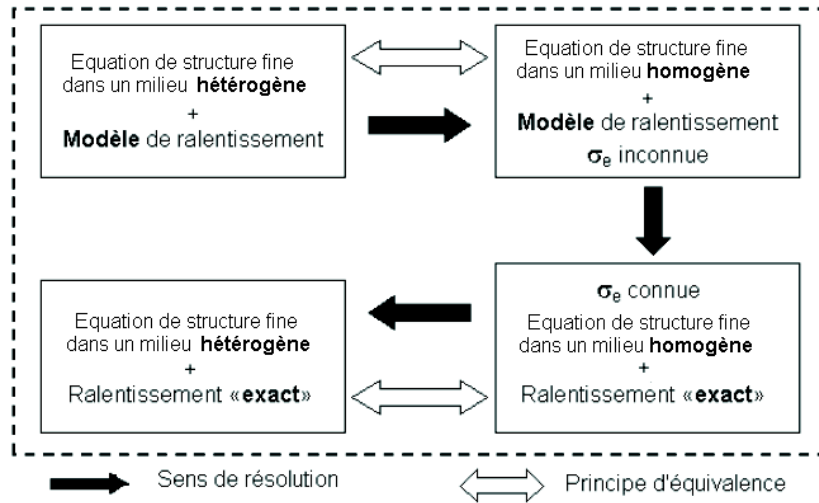 Equation de structure fine
dans un milieu hétérogène
+
Modèle de ralentissement
Equation de structure fine
dans un milieu homogène
+
Modèle de ralentissement
σe inconnue
Equation de structure fine
dans un milieu hétérogène
+
Ralentissement «exact»
σe connue
Equation de structure fine
dans un milieu homogène
+
Ralentissement «exact»
Sens de résolution
Principe d'équivalence